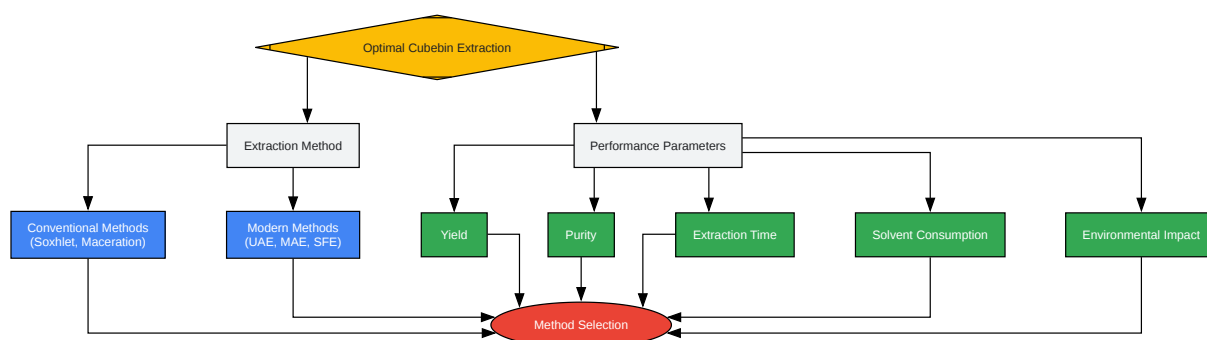 Optimal Cubebin Extraction
Extraction Method
Performance Parameters
Conventional Methods
(Soxhlet, Maceration)
Modern Methods
(UAE, MAE, SFE)
Yield
Purity
Extraction Time
Solvent Consumption
Environmental Impact
Method Selection